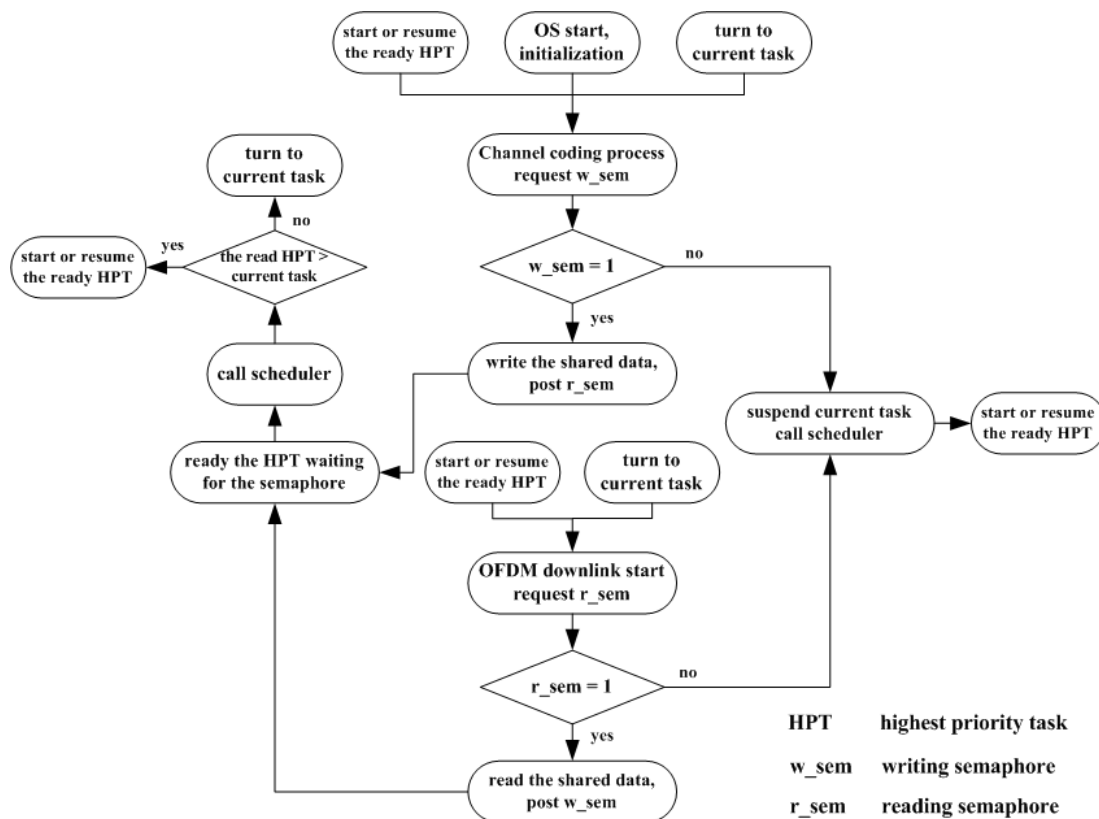 start or resume
the ready HPT
OS start,
initialization
turn to
current task
Channel coding process
request w_sem
turn to
current task
no
yes
the read HPT >
current task
start or resume
the ready HPT
w_sem = 1
no
yes
call scheduler
write the shared data,
post r_sem
suspend current task
call scheduler
start or resume
the ready HPT
ready the HPT waiting
for the semaphore
start or resume
the ready HPT
turn to
current task
OFDM downlink start
request r_sem
r_sem = 1
no
yes
read the shared data,
post w_sem
HPT highest priority task
w_sem writing semaphore
r_sem reading semaphore